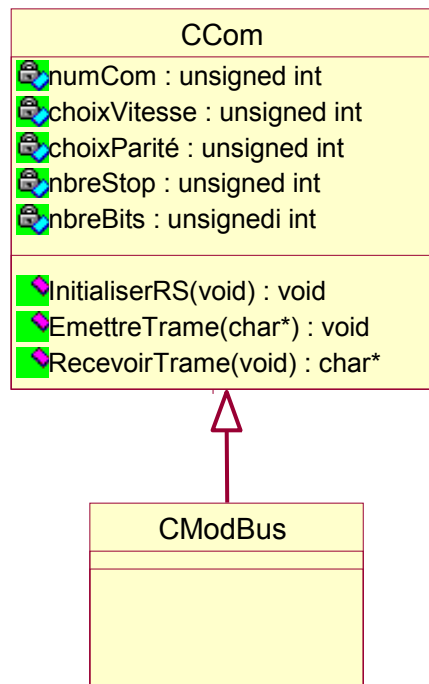 CCom
numCom : unsigned int
choixVitesse : unsigned int
choixParité : unsigned int
nbreStop : unsigned int
nbreBits : unsignedi int
InitialiserRS(void) : void
EmettreTrame(char*) : void
RecevoirTrame(void) : char*
CModBus